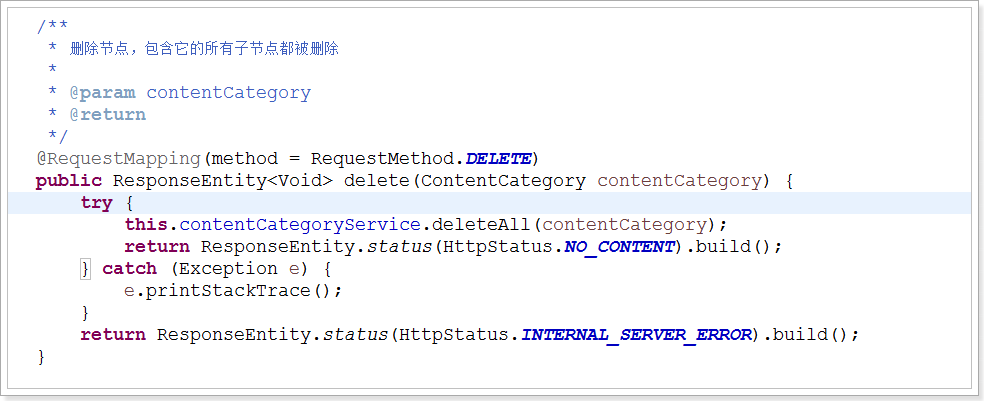 /**
 * 删除节点，包含它的所有子节点都被删除
 *
 * @param contentCategory
 * @return
 */
@RequestMapping(method = RequestMethod.DELETE)
public ResponseEntity<Void> delete(ContentCategory contentCategory) {
    try {
        this.contentCategoryService.deleteAll(contentCategory);
        return ResponseEntity.status(HttpStatus.NO_CONTENT).build();
    } catch (Exception e) {
        e.printStackTrace();
    }
    return ResponseEntity.status(HttpStatus.INTERNAL_SERVER_ERROR).build();
}